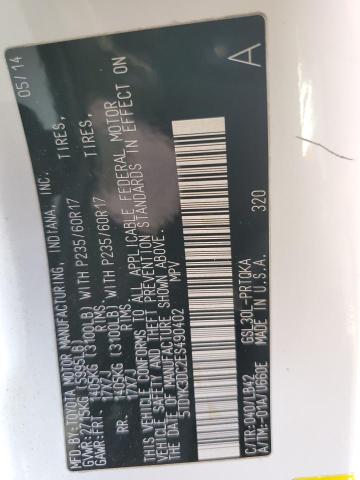 MFD.BY:TOYOTA MOTOR MANUFACTURING, INDIANA, INC. 05/14
GVWR:2715KG (5995LB)
GAWR:FRT. 1405KG (3100LB) WITH P235/60R17 TIRES,
17X7J RIMS,
RR. 1405KG (3100LB) WITH P235/60R17 TIRES,
17X7J RIMS,
THIS VEHICLE CONFORMS TO ALL APPLICABLE FEDERAL MOTOR
VEHICLE SAFETY AND THEFT PREVENTION STANDARDS IN EFFECT ON
THE DATE OF MANUFACTURE SHOWN ABOVE.
5TDYK3DC2ES490402 MPV
A
320
C/TR:040/LB42 GSL30L-PRTQKA
A/TM:-01A/U660E MADE IN U.S.A.